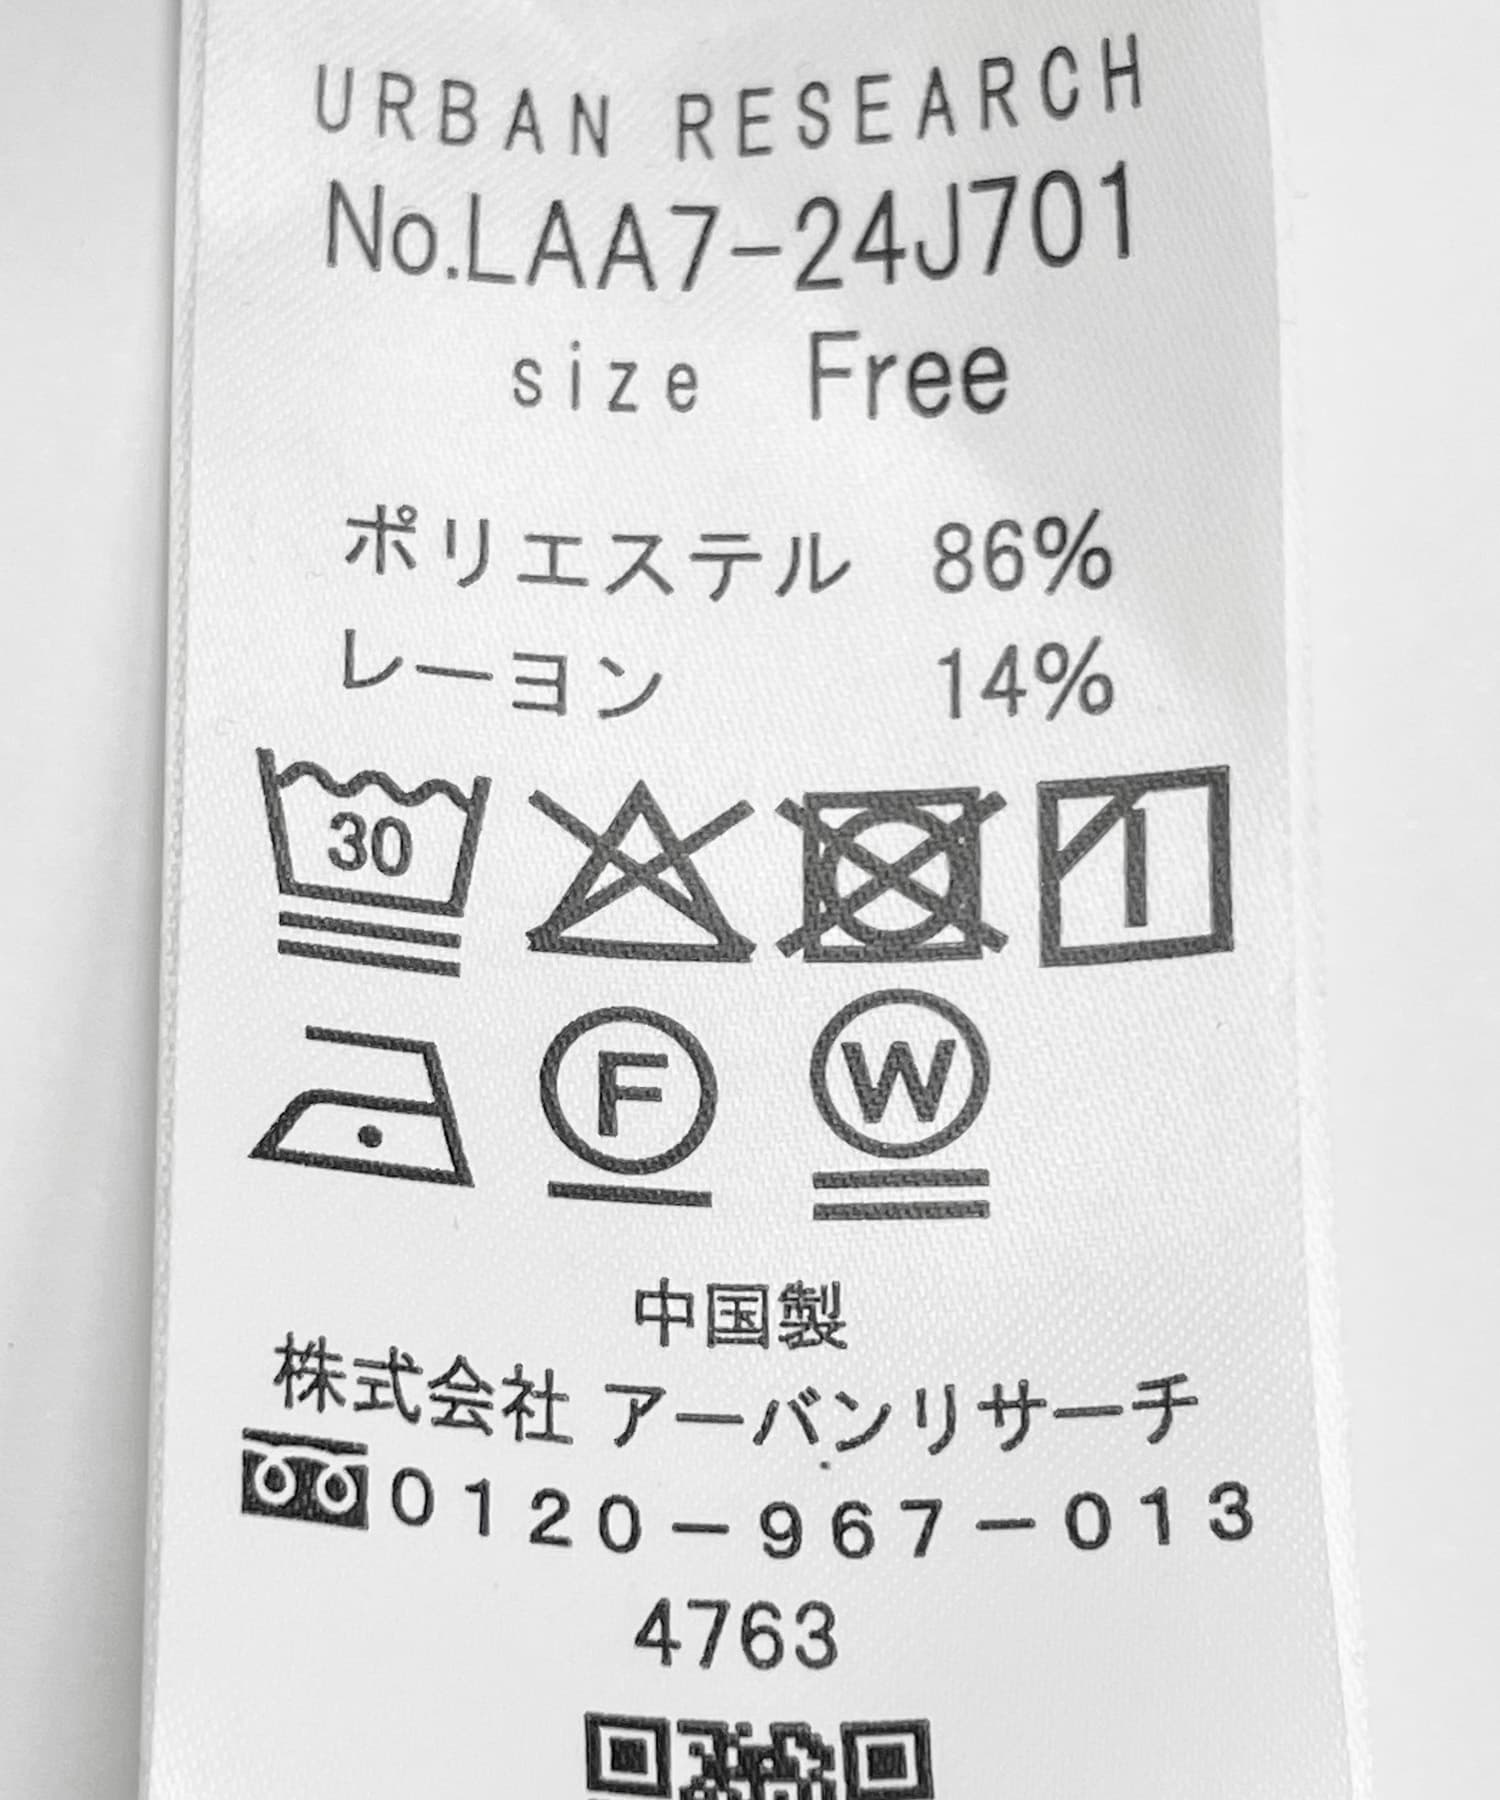 URBAN RESEARCH
No.LAA7-24J701
size Free
ポリエステル 86%
レーヨン 14%
30
F W
中国製
株式会社 アーバンリサーチ
0120-967-013
4763